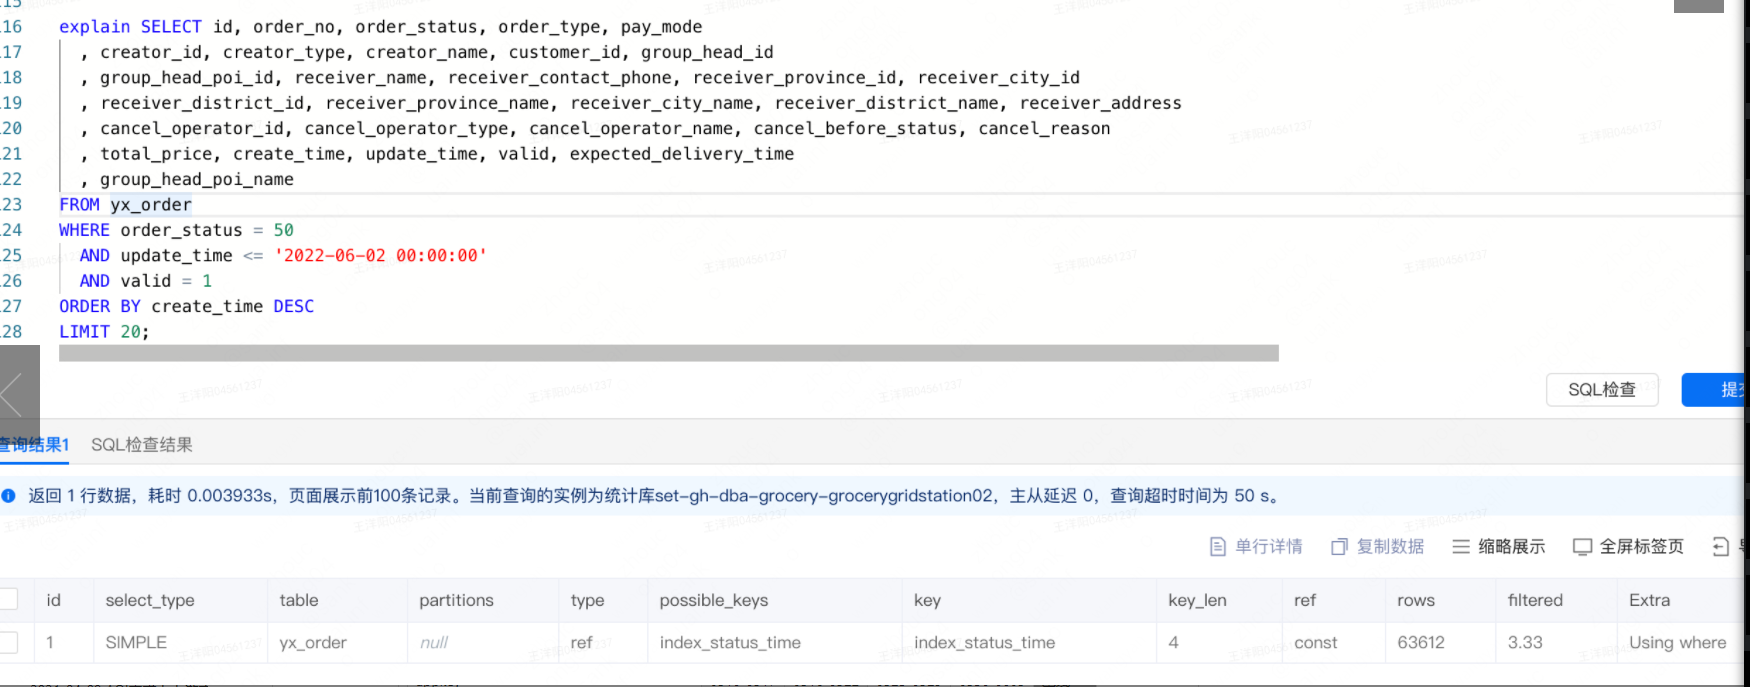 .16 explain SELECT id, order_no, order_status, order_type, pay_mode
.17 , creator_id, creator_type, creator_name, customer_id, group_head_id
.18 , group_head_poi_id, receiver_name, receiver_contact_phone, receiver_province_id, receiver_city_id
.19 , receiver_district_id, receiver_province_name, receiver_city_name, receiver_district_name, receiver_address
.20 , cancel_operator_id, cancel_operator_type, cancel_operator_name, cancel_before_status, cancel_reason
.21 , total_price, create_time, update_time, valid, expected_delivery_time
.22 , group_head_poi_name
.23 FROM yx_order
.24 WHERE order_status = 50
.25 AND update_time <= '2022-06-02 00:00:00'
.26 AND valid = 1
.27 ORDER BY create_time DESC
.28 LIMIT 20;
SQL检查 提交
查询结果1 SQL检查结果
返回 1 行数据，耗时 0.003933s，页面展示前100条记录。当前查询的实例为统计库set-gh-dba-grocery-grocerygridstation02，主从延迟 0，查询超时时间为 50 s。
单行详情 复制数据 缩略展示 全屏标签页
id select_type table partitions type possible_keys key key_len ref rows filtered Extra
1 SIMPLE yx_order null ref index_status_time index_status_time 4 const 63612 3.33 Using where